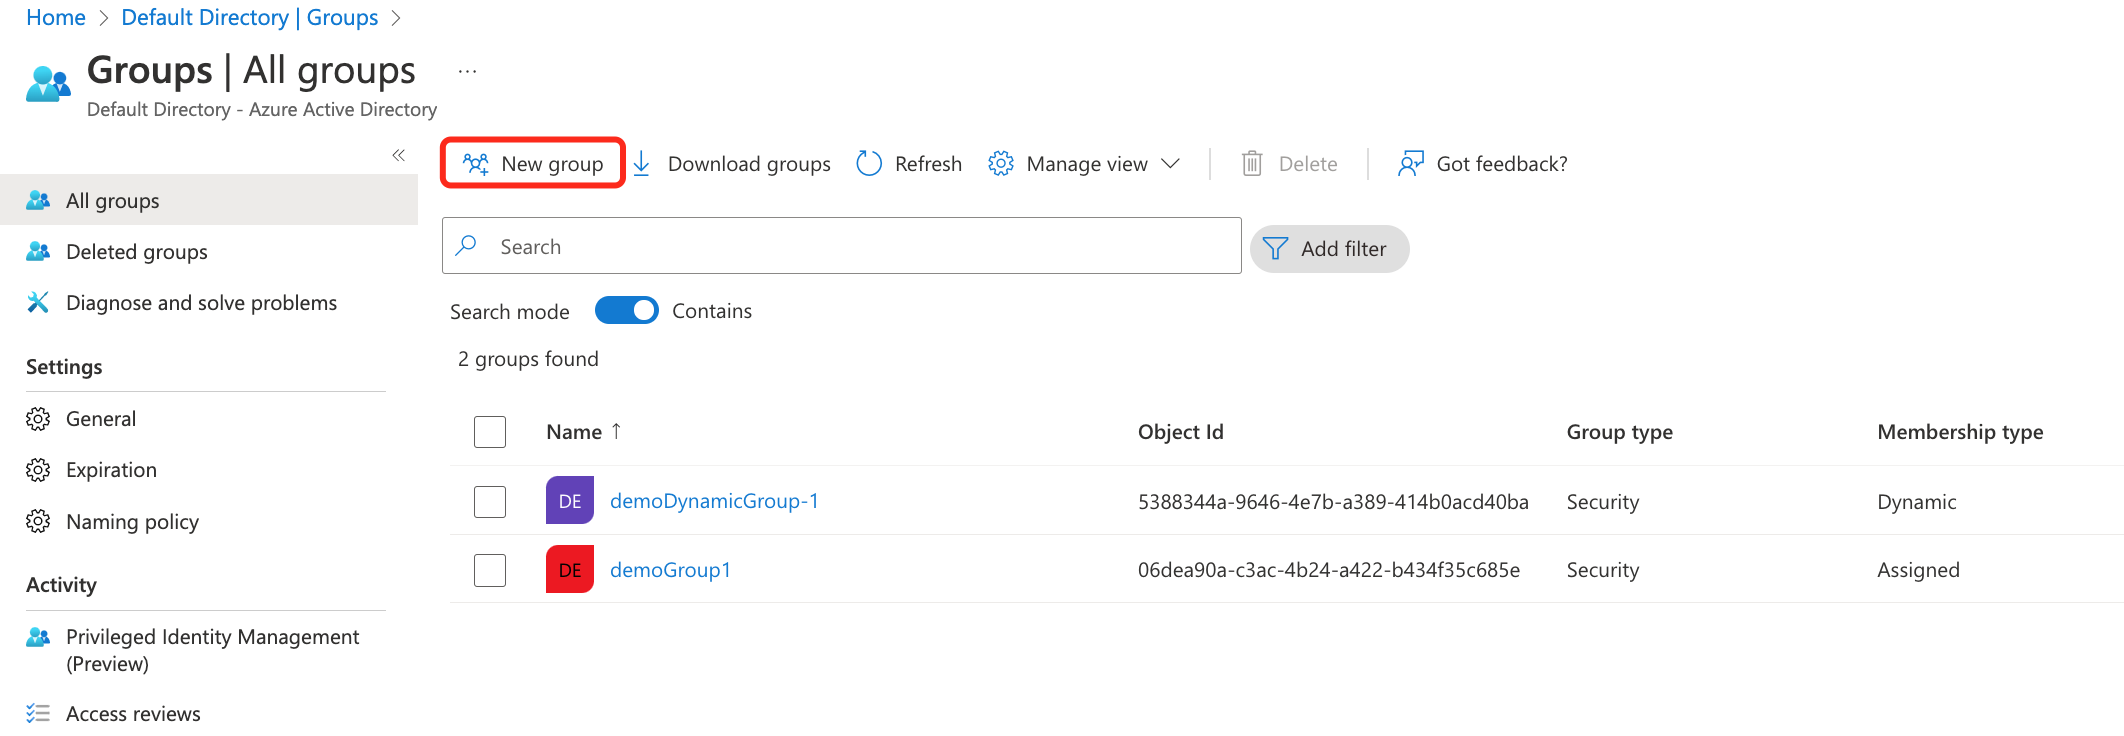 Home > Default Directory | Groups >
Groups | All groups ...
Default Directory - Azure Active Directory
«
New group
Download groups
Refresh
Manage view
Delete
Got feedback?
All groups
Deleted groups
Diagnose and solve problems
Settings
General
Expiration
Naming policy
Activity
Privileged Identity Management
(Preview)
Access reviews
Search
Add filter
Search mode
Contains
2 groups found
Name ↑ Object Id Group type Membership type
DE demoDynamicGroup-1 5388344a-9646-4e7b-a389-414b0acd40ba Security Dynamic
DE demoGroup1 06dea90a-c3ac-4b24-a422-b434f35c685e Security Assigned